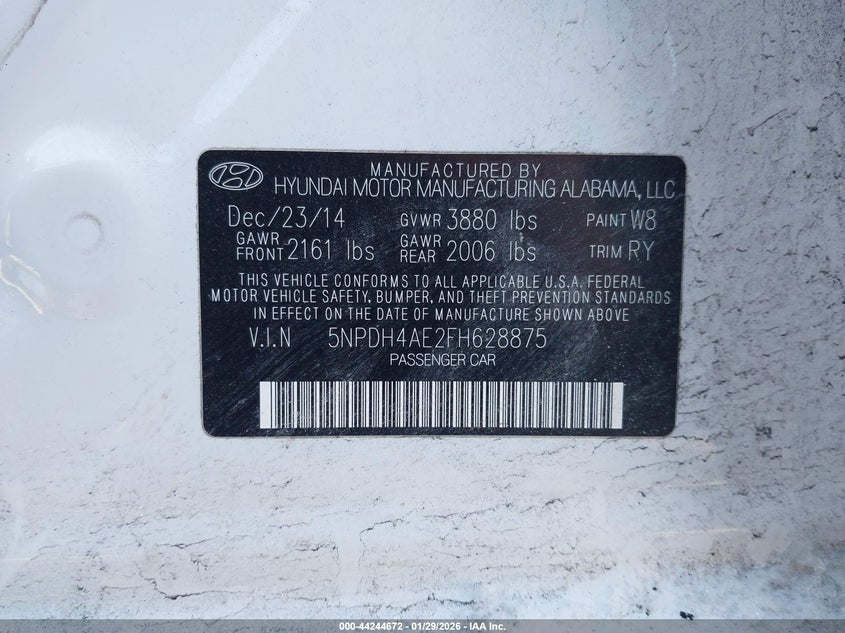 MANUFACTURED BY
HYUNDAI MOTOR MANUFACTURING ALABAMA, LLC
Dec/23/14 GVWR 3880 lbs PAINT W8
GAWR FRONT 2161 lbs GAWR REAR 2006 lbs TRIM RY
THIS VEHICLE CONFORMS TO ALL APPLICABLE U.S.A. FEDERAL
MOTOR VEHICLE SAFETY, BUMPER, AND THEFT PREVENTION STANDARDS
IN EFFECT ON THE DATE OF MANUFACTURE SHOWN ABOVE
V.I.N 5NPDH4AE2FH628875
PASSENGER CAR
000-44244672 - 01/29/2026 - IAA Inc.